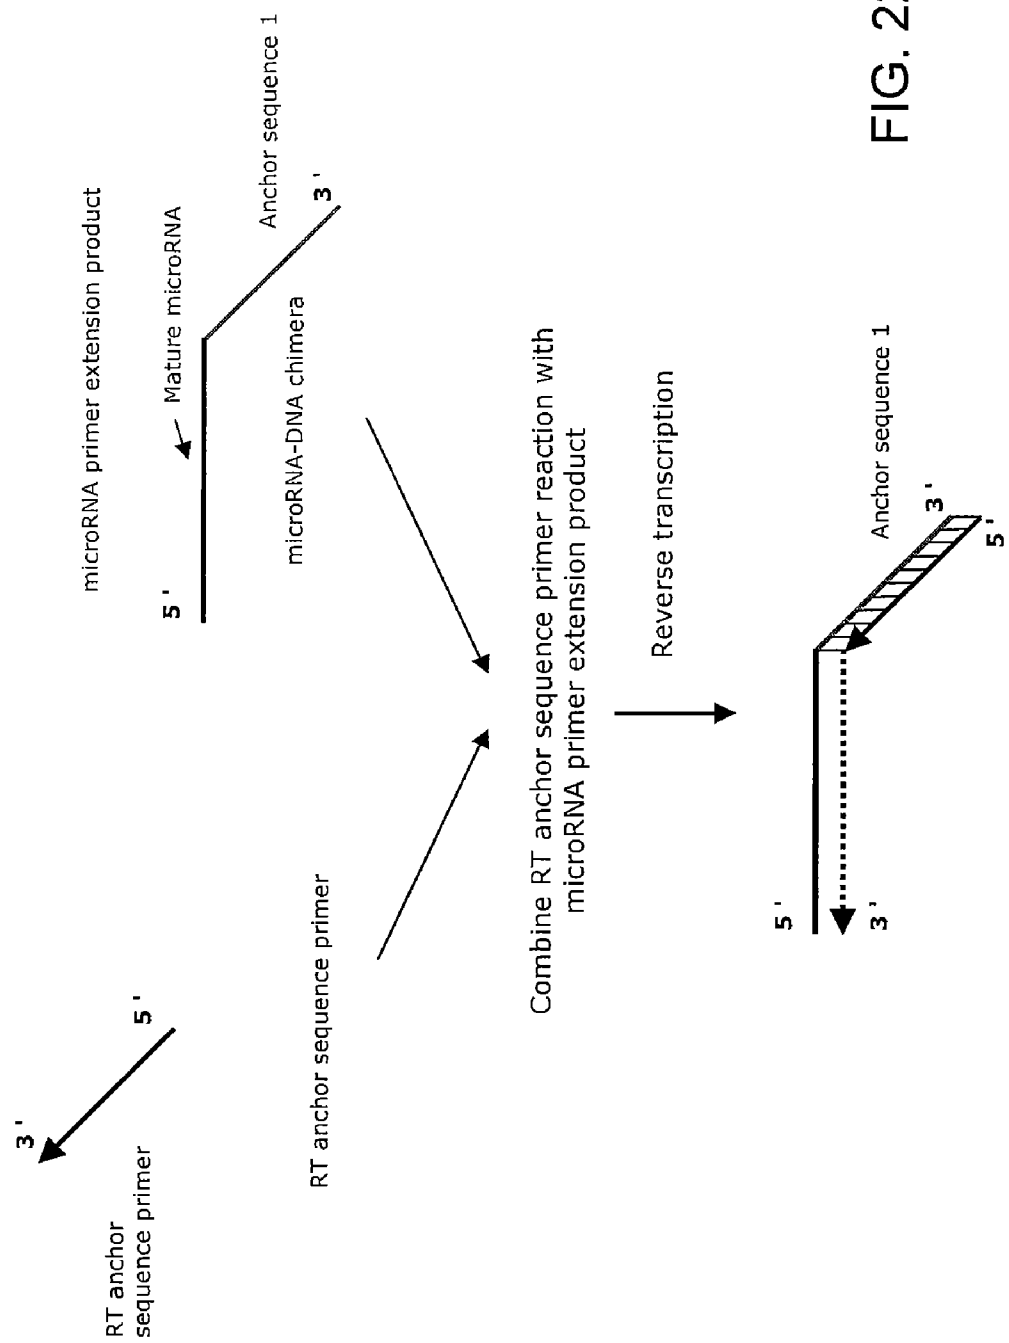 3'
RT anchor
sequence primer
5'
RT anchor sequence primer
microRNA primer extension product
5'
Mature microRNA
Anchor sequence 1
microRNA-DNA chimera
3'
Combine RT anchor sequence primer reaction with
microRNA primer extension product
Reverse transcription
5'
3'
Anchor sequence 1
3'
5'
FIG.